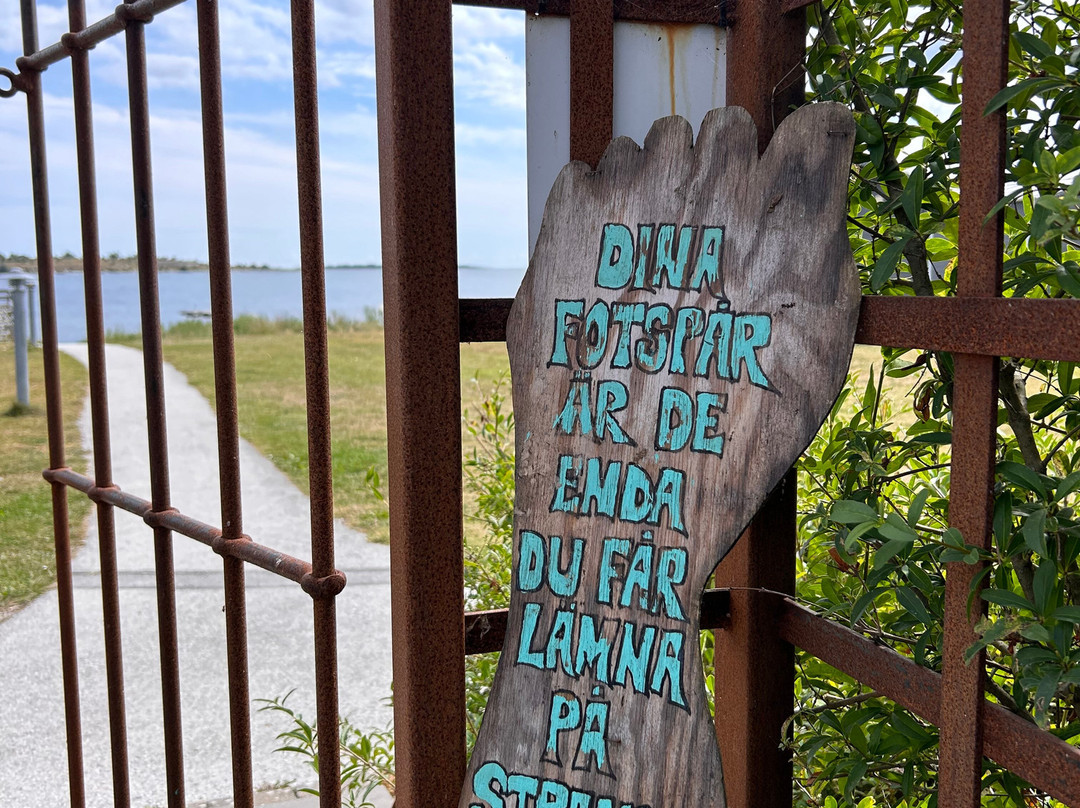 DINA
FOTSPÅR
ÄR DE
ENDA
DU FÅR
LÄMNA
PÅ